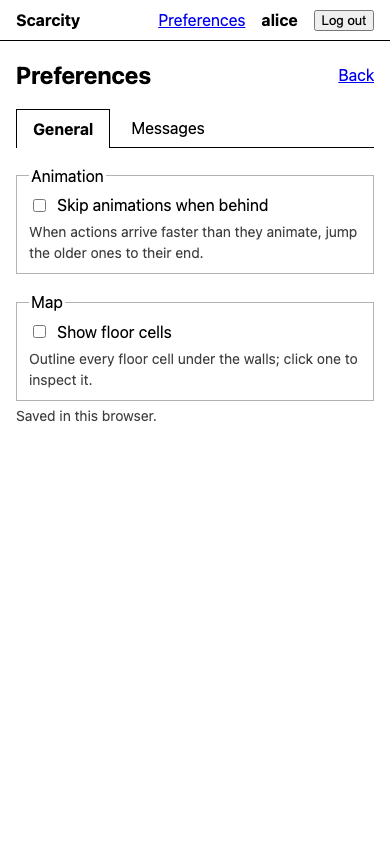 Scarcity Preferences alice Log out
Preferences Back
General Messages
Animation
Skip animations when behind
When actions arrive faster than they animate, jump
the older ones to their end.
Map
Show floor cells
Outline every floor cell under the walls; click one to
inspect it.
Saved in this browser.